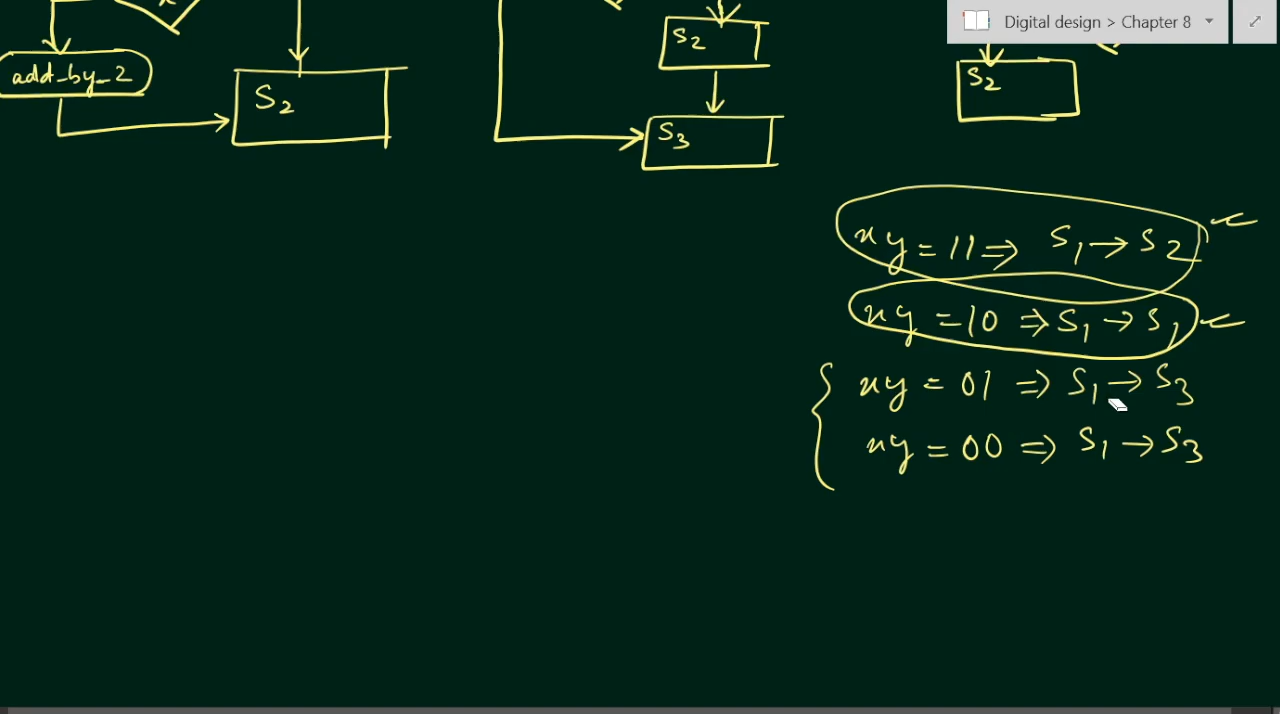 Digital design > Chapter 8
add_by_2
S2
S2
S3
S2
xy = 11 ⇒ S1 → S2
xy = 10 ⇒ S1 → S1
xy = 01 ⇒ S1 → S3
xy = 00 ⇒ S1 → S3